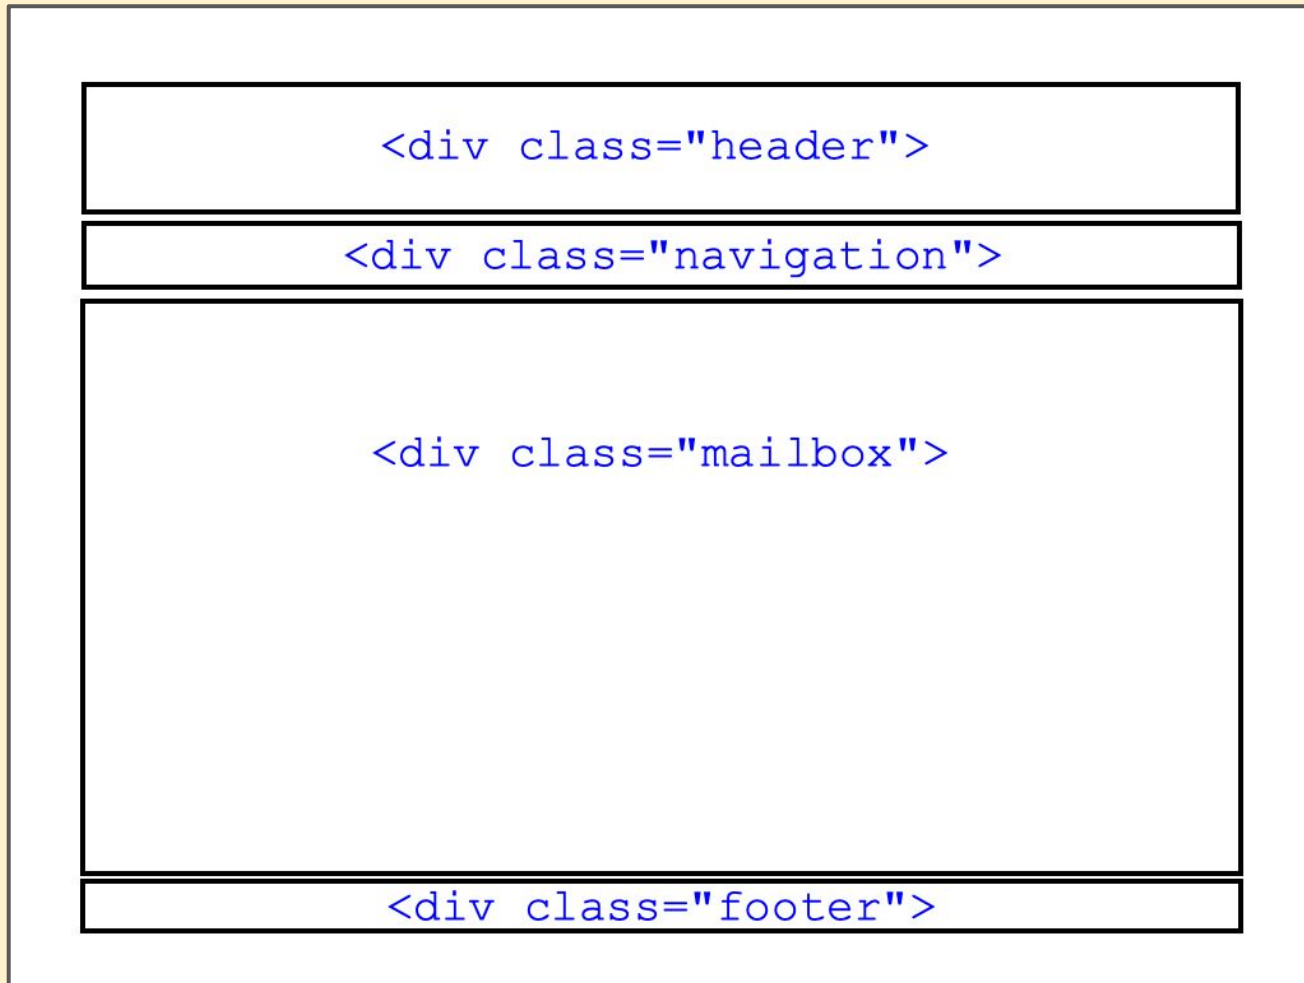 <div class="header">
<div class="navigation">
<div class="mailbox">
<div class="footer">